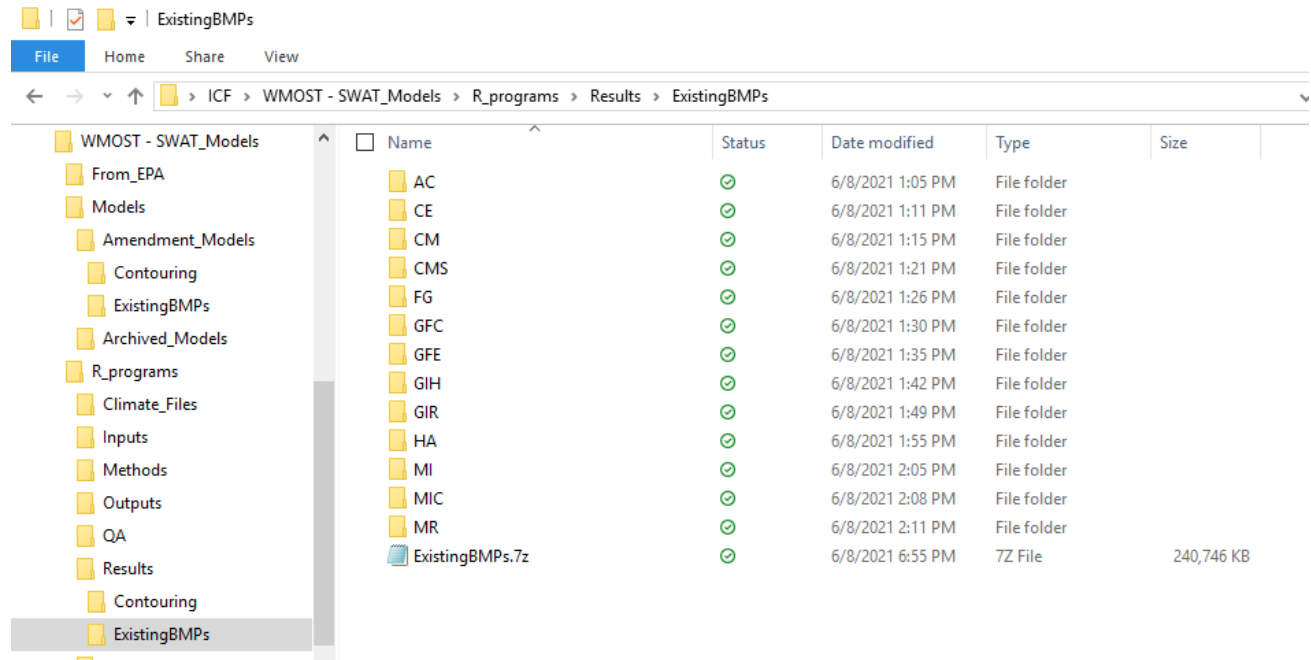 ExistingBMPs
File Home Share View
ICF > WMOST - SWAT_Models > R_programs > Results > ExistingBMPs
WMOST - SWAT_Models
From_EPA
Models
Amendment_Models
Contouring
ExistingBMPs
Archived_Models
R_programs
Climate_Files
Inputs
Methods
Outputs
QA
Results
Contouring
ExistingBMPs
Name Status Date modified Type Size
AC 6/8/2021 1:05 PM File folder
CE 6/8/2021 1:11 PM File folder
CM 6/8/2021 1:15 PM File folder
CMS 6/8/2021 1:21 PM File folder
FG 6/8/2021 1:26 PM File folder
GFC 6/8/2021 1:30 PM File folder
GFE 6/8/2021 1:35 PM File folder
GIH 6/8/2021 1:42 PM File folder
GIR 6/8/2021 1:49 PM File folder
HA 6/8/2021 1:55 PM File folder
MI 6/8/2021 2:05 PM File folder
MIC 6/8/2021 2:08 PM File folder
MR 6/8/2021 2:11 PM File folder
ExistingBMPs.7z 6/8/2021 6:55 PM 7Z File 240,746 KB